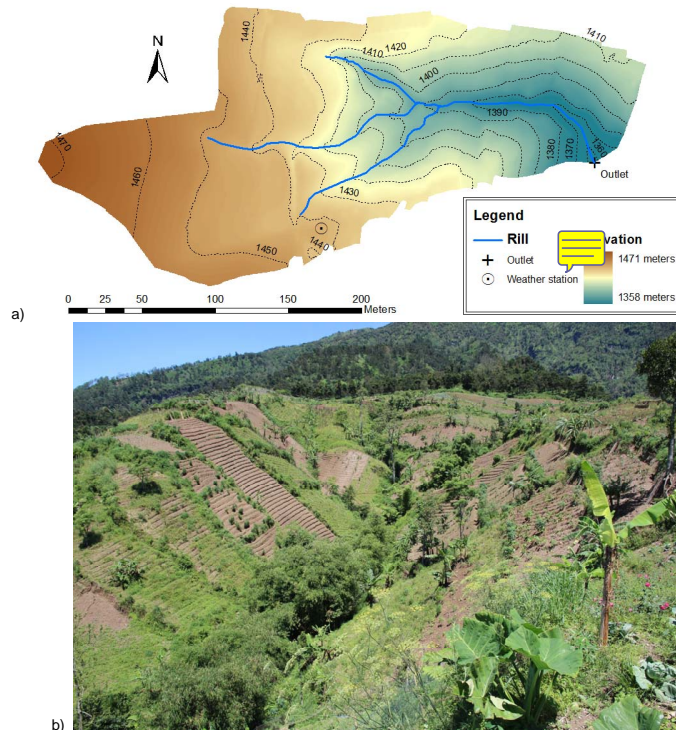 1440
1410
1420
1410
N
1400
1390
1470
1460
1380
1370
1360
Outlet
1430
1450
1440
Legend
Rill
vation
Outlet
1471 meters
Weather station
1358 meters
0 25 50 100 150 200
Meters
a)
b)